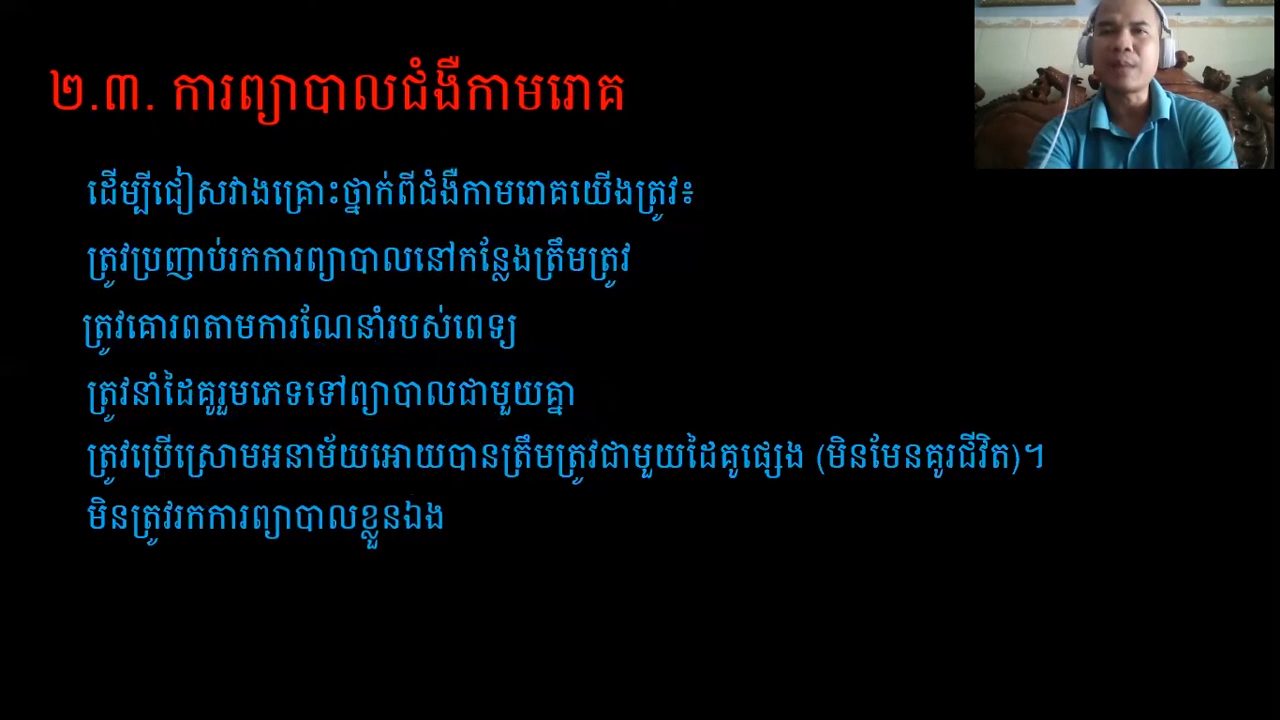 ២.៣. ការព្យាបាលជំងឺកាមរោគ
ដើម្បីជៀសវាងគ្រោះថ្នាក់ពីជំងឺកាមរោគយើងត្រូវ៖
ត្រូវប្រញាប់រកការព្យាបាលនៅកន្លែងត្រឹមត្រូវ
ត្រូវគោរពតាមការណែនាំរបស់ពេទ្យ
ត្រូវនាំដៃគូរួមភេទទៅព្យាបាលជាមួយគ្នា
ត្រូវប្រើស្រោមអនាម័យអោយបានត្រឹមត្រូវជាមួយដៃគូផ្សេង (មិនមែនគូរជីវិត)។
មិនត្រូវរកការព្យាបាលខ្លួនឯង